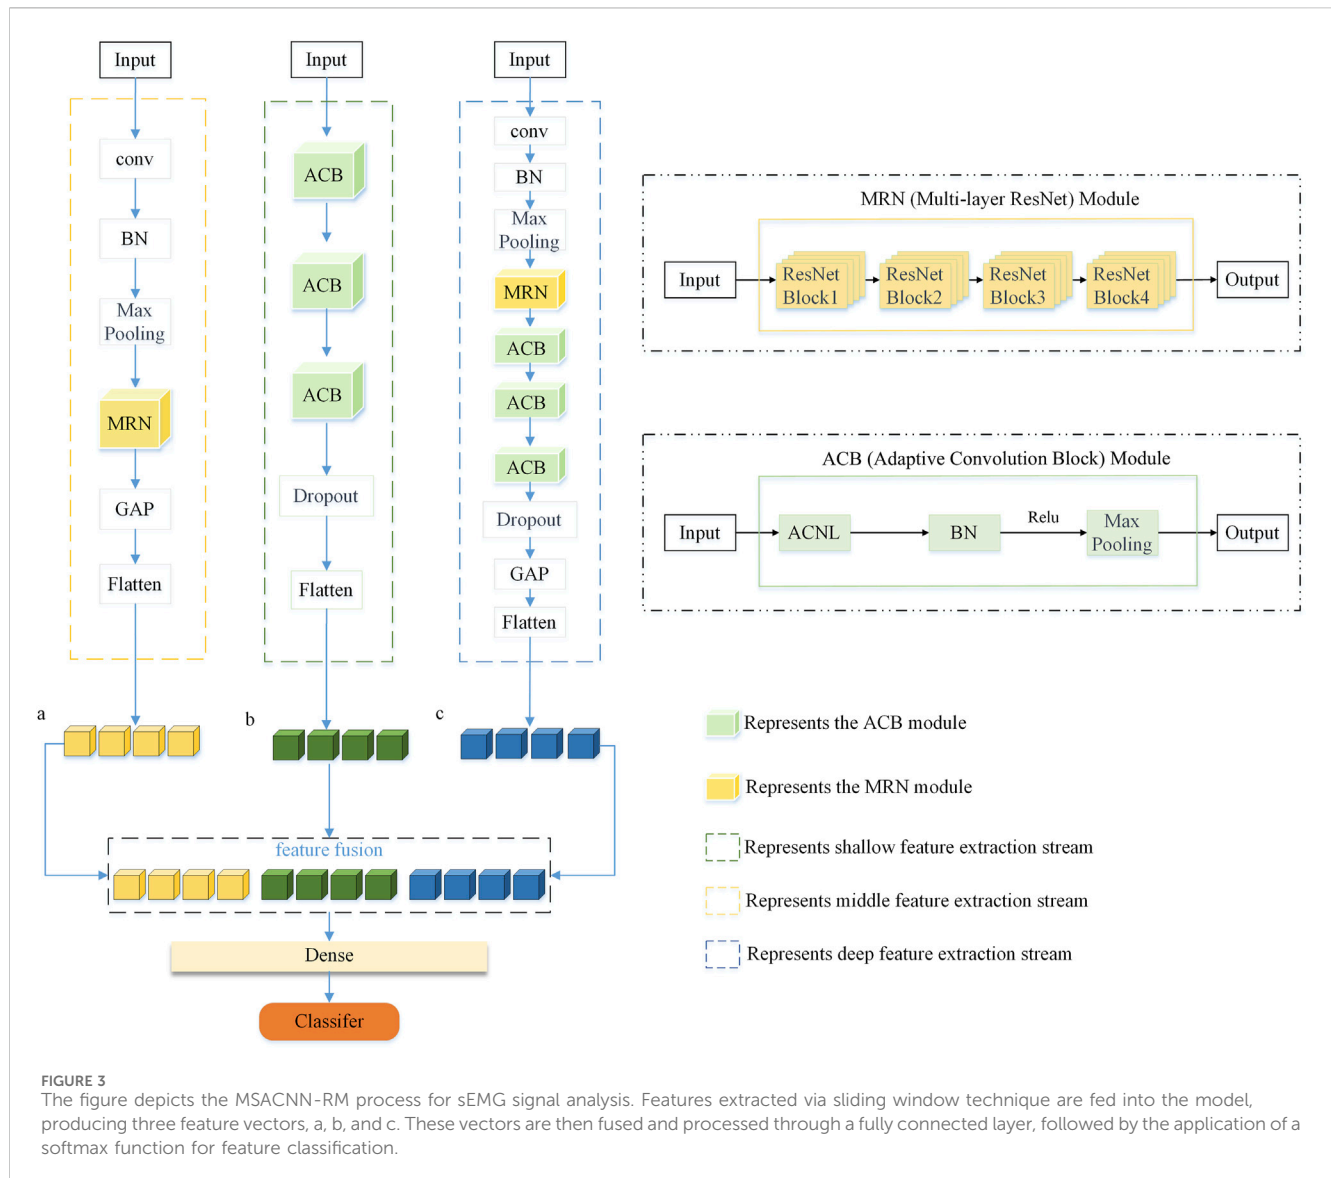 Input
conv
BN
Max
Pooling
MRN
GAP
Flatten
a
Input
ACB
ACB
ACB
Dropout
Flatten
b
Input
conv
BN
Max
Pooling
MRN
ACB
ACB
ACB
Dropout
GAP
Flatten
c
feature fusion
Dense
Classifer
MRN (Multi-layer ResNet) Module
Input
ResNet
Block1
ResNet
Block2
ResNet
Block3
ResNet
Block4
Output
ACB (Adaptive Convolution Block) Module
Input
ACNL
BN
Relu
Max
Pooling
Output
Represents the ACB module
Represents the MRN module
Represents shallow feature extraction stream
Represents middle feature extraction stream
Represents deep feature extraction stream
FIGURE 3
The figure depicts the MSACNN-RM process for sEMG signal analysis. Features extracted via sliding window technique are fed into the model,
producing three feature vectors, a, b, and c. These vectors are then fused and processed through a fully connected layer, followed by the application of a
softmax function for feature classification.